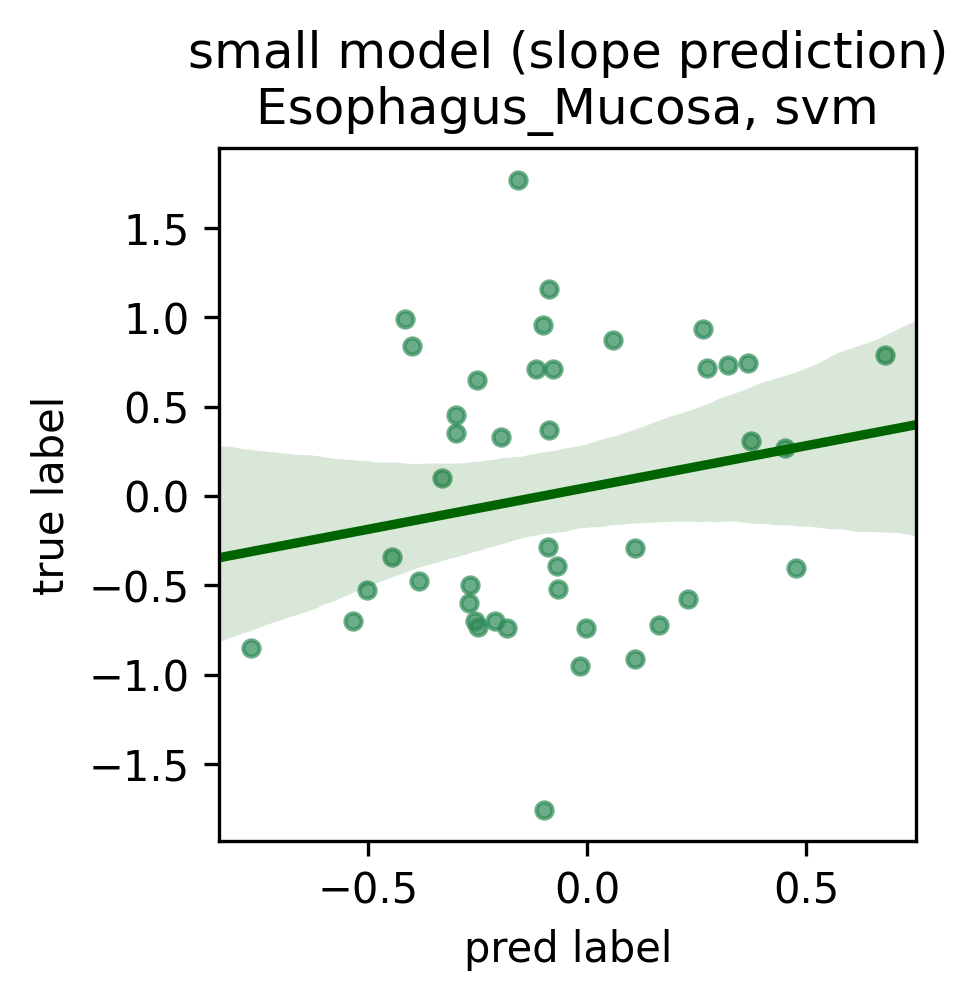 small model (slope prediction)
Esophagus_Mucosa, svm
1.5
1.0
0.5
0.0
−0.5
−1.0
−1.5
true label
−0.5 0.0 0.5
pred label